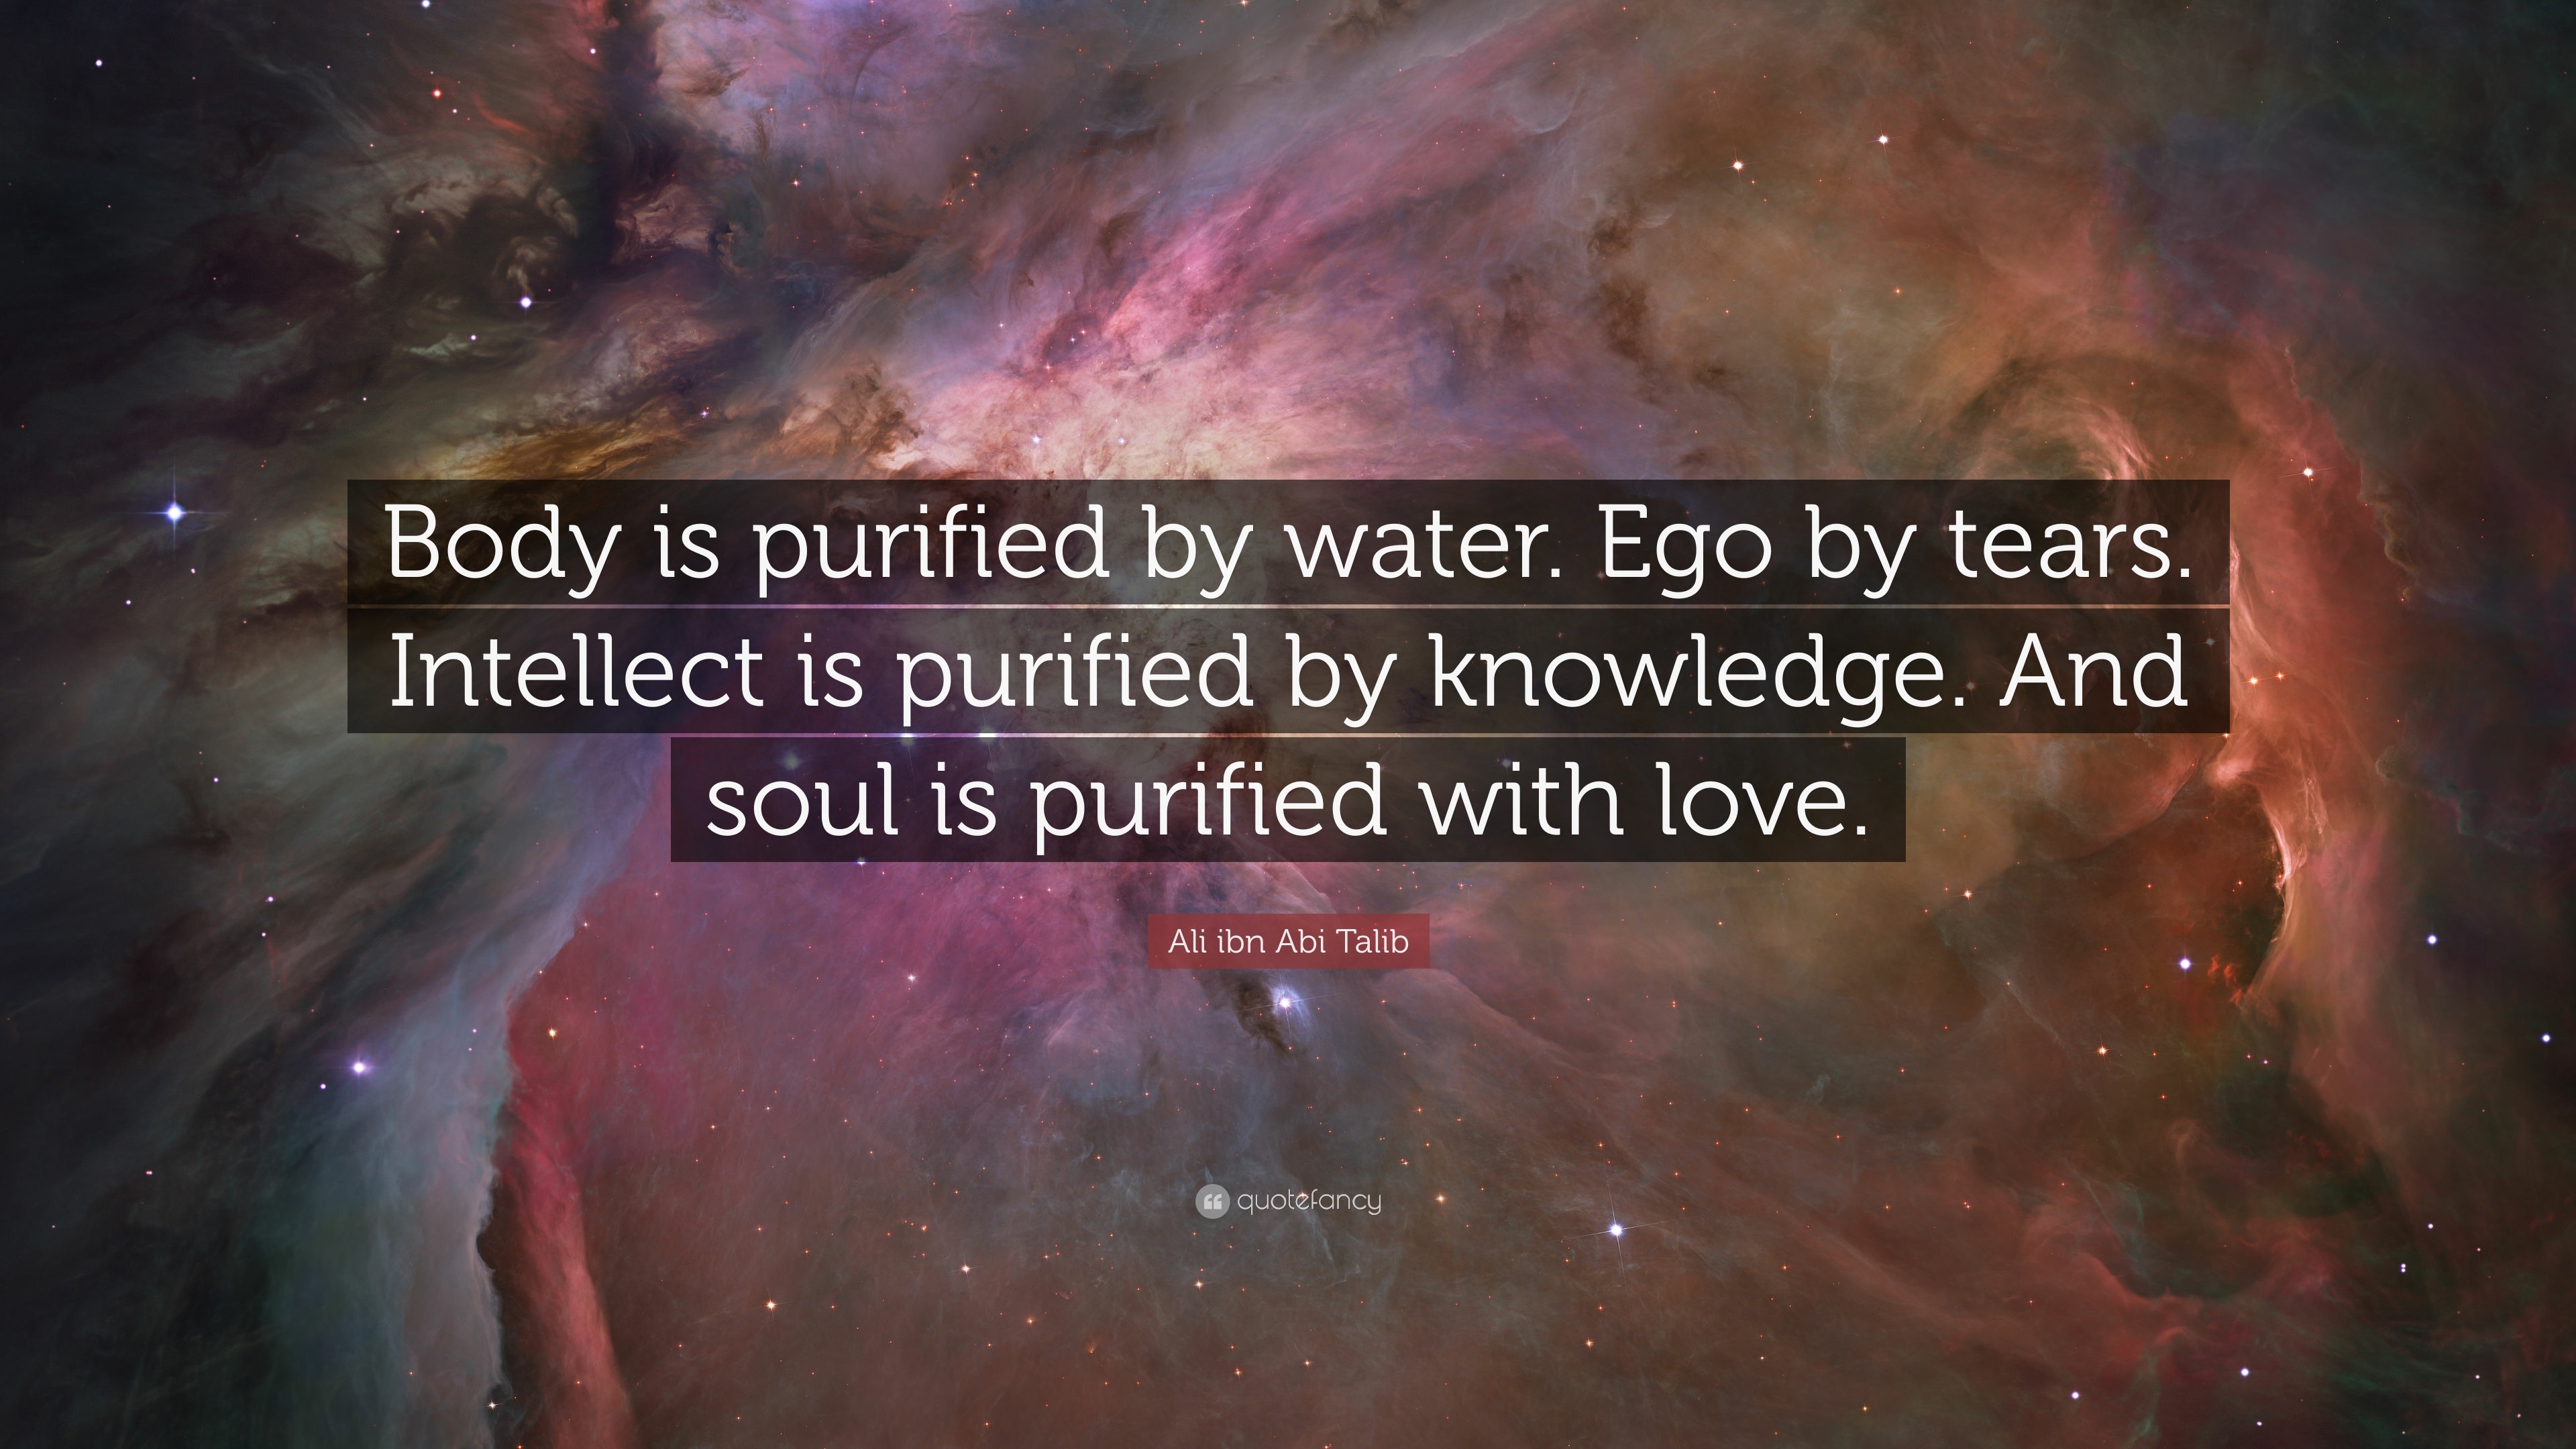 Body is purified by water. Ego by tears.
Intellect is purified by knowledge. And
soul is purified with love.
Ali ibn Abi Talib
quotefancy